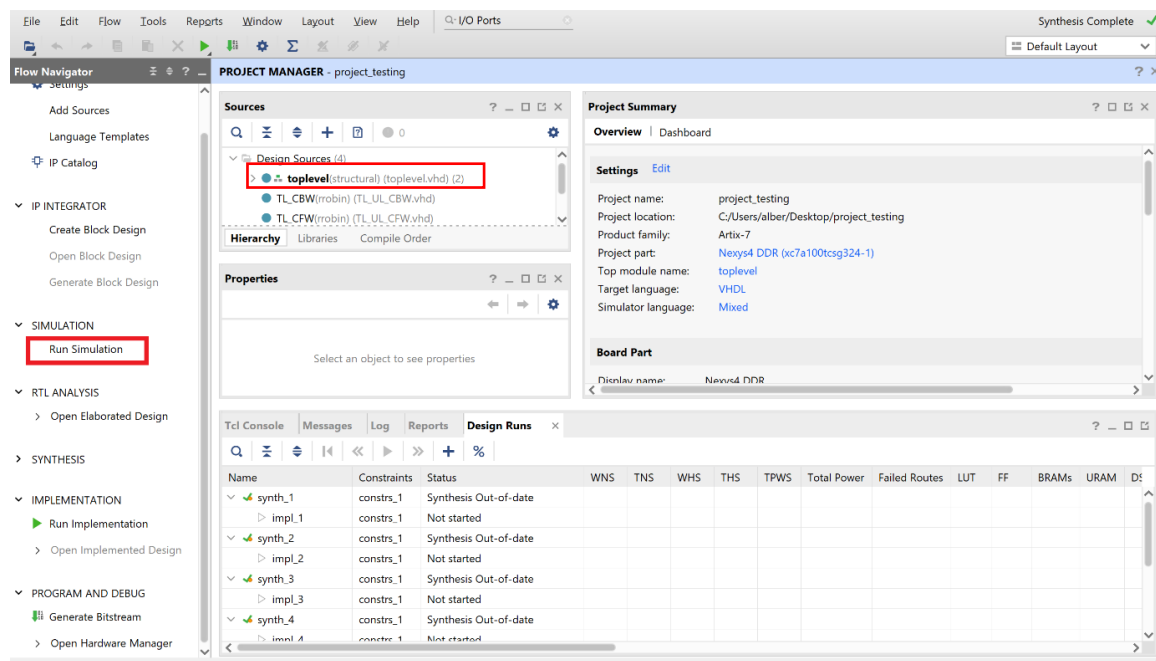 File Edit Flow Tools Reports Window Layout View Help Q- I/O Ports Synthesis Complete
Default Layout
Flow Navigator
PROJECT MANAGER - project_testing
Settings
Add Sources
Language Templates
IP Catalog
IP INTEGRATOR
Create Block Design
Open Block Design
Generate Block Design
SIMULATION
Run Simulation
RTL ANALYSIS
Open Elaborated Design
SYNTHESIS
IMPLEMENTATION
Run Implementation
Open Implemented Design
PROGRAM AND DEBUG
Generate Bitstream
Open Hardware Manager
Sources
0
Design Sources (4)
toplevel(structural) (toplevel.vhd) (2)
TL_CBW(rrobin) (TL_UL_CBW.vhd)
TL_CFW(rrobin) (TL_UL_CFW.vhd)
Hierarchy Libraries Compile Order
Properties
Select an object to see properties
Project Summary
Overview | Dashboard
Settings Edit
Project name: project_testing
Project location: C:/Users/alber/Desktop/project_testing
Product family: Artix-7
Project part: Nexys4 DDR (xc7a100tcsg324-1)
Top module name: toplevel
Target language: VHDL
Simulator language: Mixed
Board Part
Display name: Nexys4 DDR
Tcl Console Messages Log Reports Design Runs
Name Constraints Status WNS TNS WHS THS TPWS Total Power Failed Routes LUT FF BRAMs URAM DS
synth_1 constrs_1 Synthesis Out-of-date
impl_1 constrs_1 Not started
synth_2 constrs_1 Synthesis Out-of-date
impl_2 constrs_1 Not started
synth_3 constrs_1 Synthesis Out-of-date
impl_3 constrs_1 Not started
synth_4 constrs_1 Synthesis Out-of-date
impl_4 constrs_1 Not started